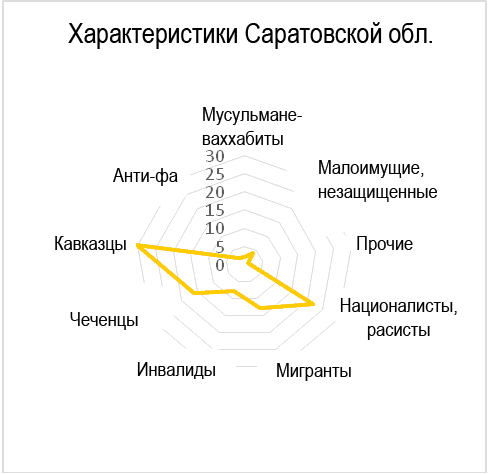 Характеристики Саратовской обл.
Мусульмане-
ваххабиты
30
25
20
15
10
5
0
Малоимущие,
незащищенные
Прочие
Националисты,
расисты
Мигранты
Инвалиды
Чеченцы
Кавказцы
Анти-фа